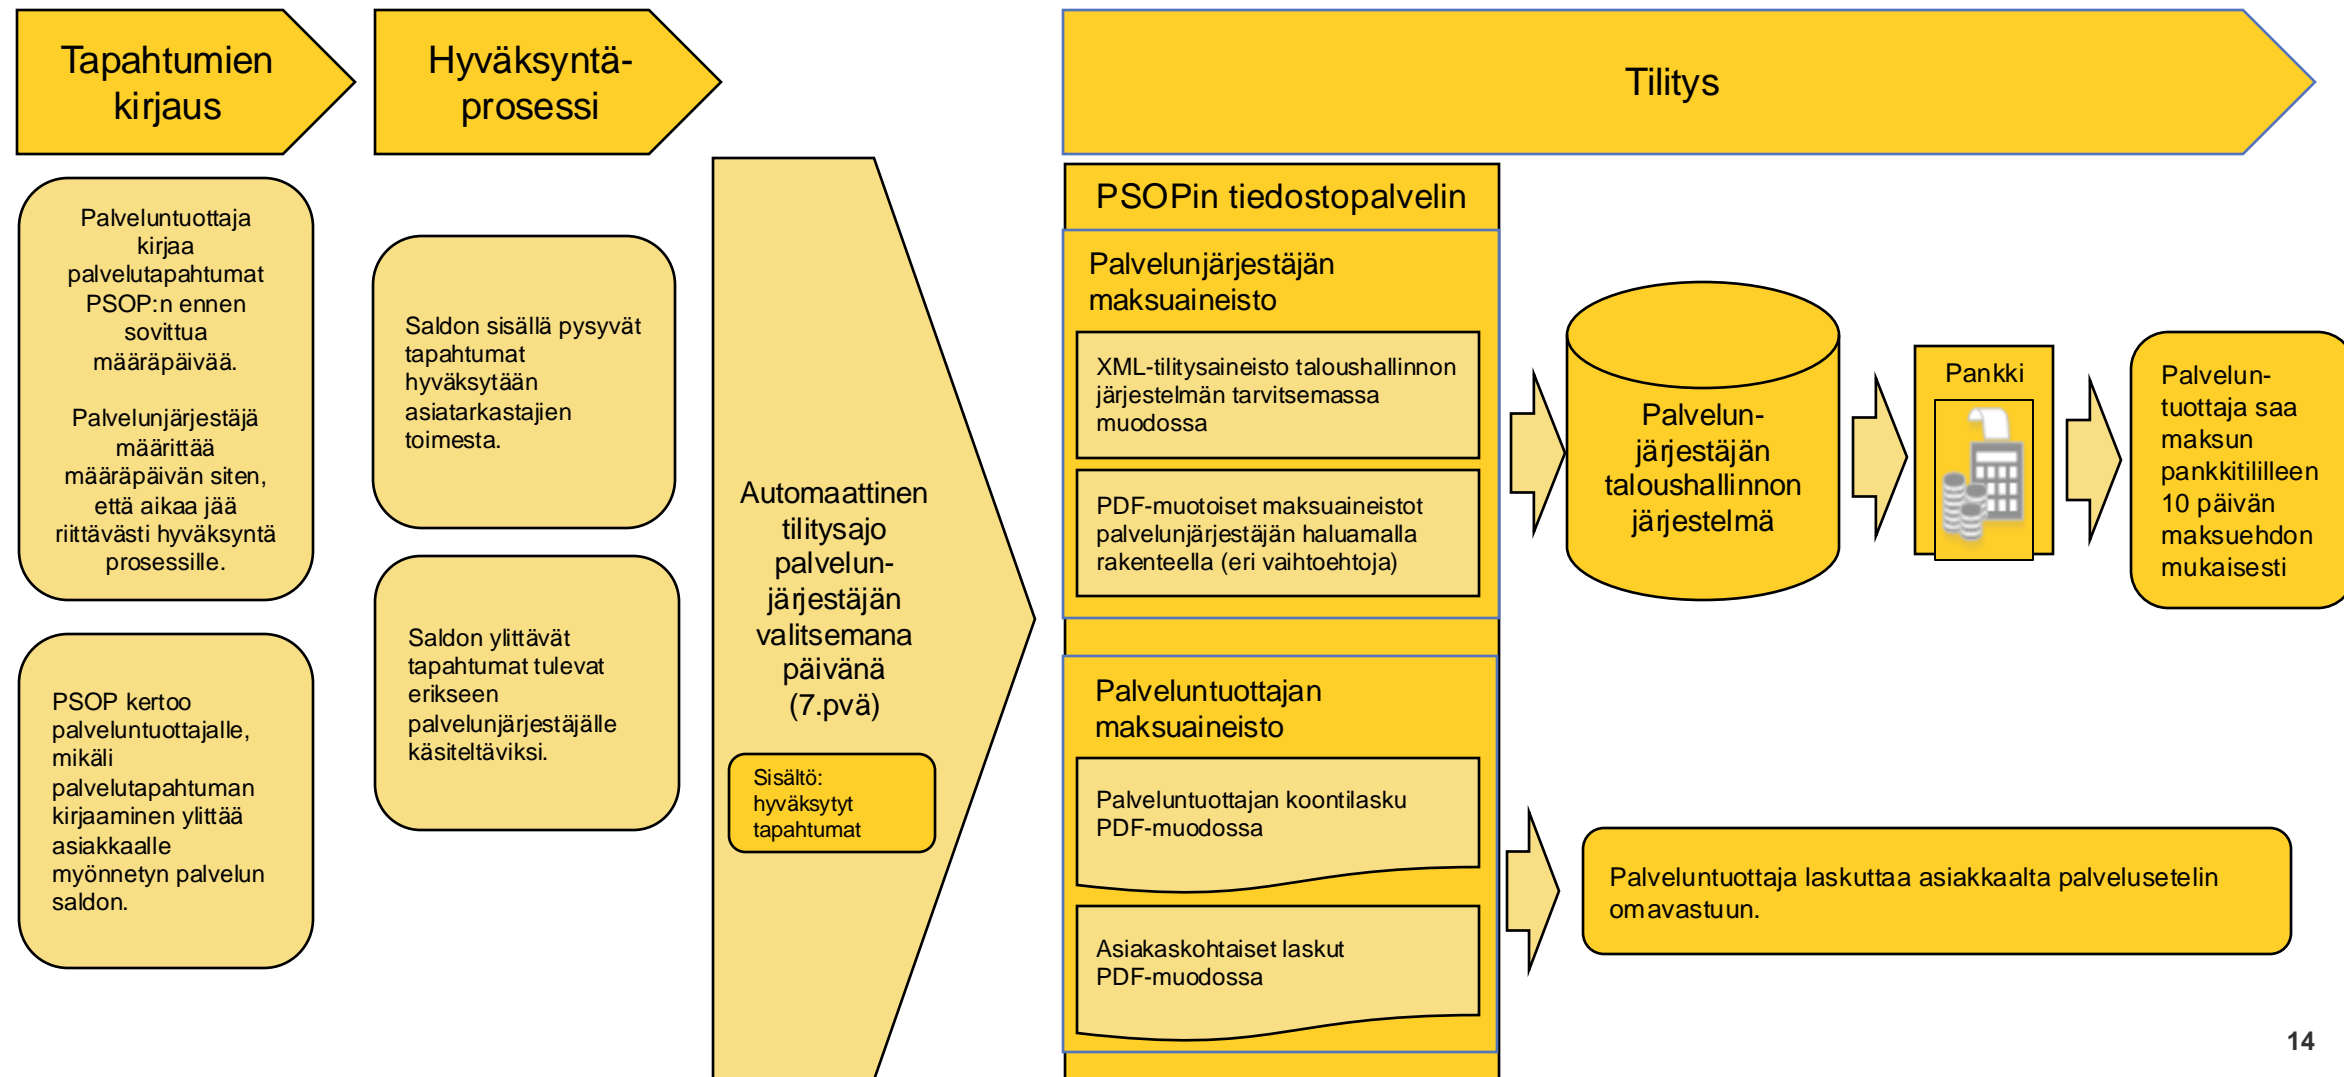 Tapahtumien
kirjaus
Hyväksyntä-
prosessi
Tilitys
Palveluntuottaja
kirjaa
palvelutapahtumat
PSOP:n ennen
sovittua
määräpäivää.
Palvelunjärjestäjä
määrittää
määräpäivän siten,
että aikaa jää
riittävästi hyväksyntä
prosessille.
PSOP kertoo
palveluntuottajalle,
mikäli
palvelutapahtuman
kirjaaminen ylittää
asiakkaalle
myönnetyn palvelun
saldon.
Saldon sisällä pysyvät
tapahtumat
hyväksytään
asiatarkastajien
toimesta.
Saldon ylittävät
tapahtumat tulevat
erikseen
palvelunjärjestäjälle
käsiteltäviksi.
Automaattinen
tilitysajo
palvelun-
järjestäjän
valitsemana
päivänä
(7.pvä)
Sisältö:
hyväksytyt
tapahtumat
PSOPin tiedostopalvelin
Palvelunjärjestäjän
maksuaineisto
XML-tilitysaineisto taloushallinnon
järjestelmän tarvitsemassa
muodossa
PDF-muotoiset maksuaineistot
palvelunjärjestäjän haluamalla
rakenteella (eri vaihtoehtoja)
Palveluntuottajan
maksuaineisto
Palveluntuottajan koontilasku
PDF-muodossa
Asiakaskohtaiset laskut
PDF-muodossa
Palvelun-
järjestäjän
taloushallinnon
järjestelmä
Pankki
Palvelun-
tuottaja saa
maksun
pankkitililleen
10 päivän
maksuehdon
mukaisesti
Palveluntuottaja laskuttaa asiakkaalta palvelusetelin
omavastuun.
14